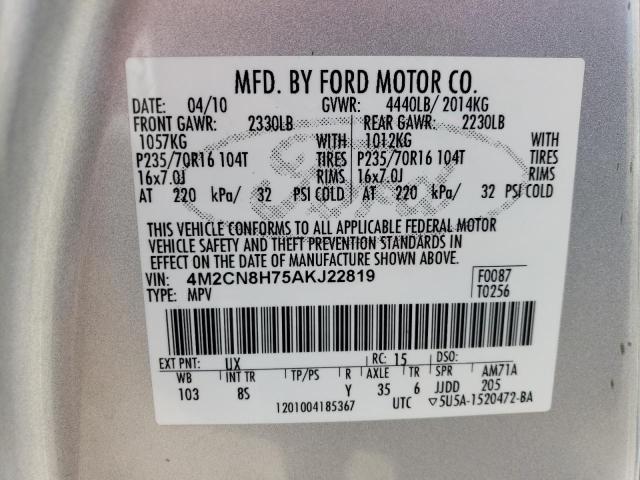 MFD. BY FORD MOTOR CO.
DATE: 04/10 GVWR: 4440LB/ 2014KG
FRONT GAWR: 2330LB REAR GAWR: 2230LB
1057KG WITH 1012KG WITH
P235/70R16 104T TIRES P235/70R16 104T TIRES
16x7.0J RIMS 16x7.0J RIMS
AT 220 kPa/ 32 PSI COLD AT 220 kPa/ 32 PSI COLD
THIS VEHICLE CONFORMS TO ALL APPLICABLE FEDERAL MOTOR
VEHICLE SAFETY AND THEFT PREVENTION STANDARDS IN
EFFECT ON THE DATE OF MANUFACTURE SHOWN ABOVE.
VIN: 4M2CN8H75AKJ22819 F0087
TYPE: MPV T0256
EXT PNT: UX RC: 15 DSO:
WB INT TR TP/PS R AXLE TR SPR AM71A
103 8S Y 35 6 JJDD 205
1201004185367 UTC ▽5U5A-1520472-BA